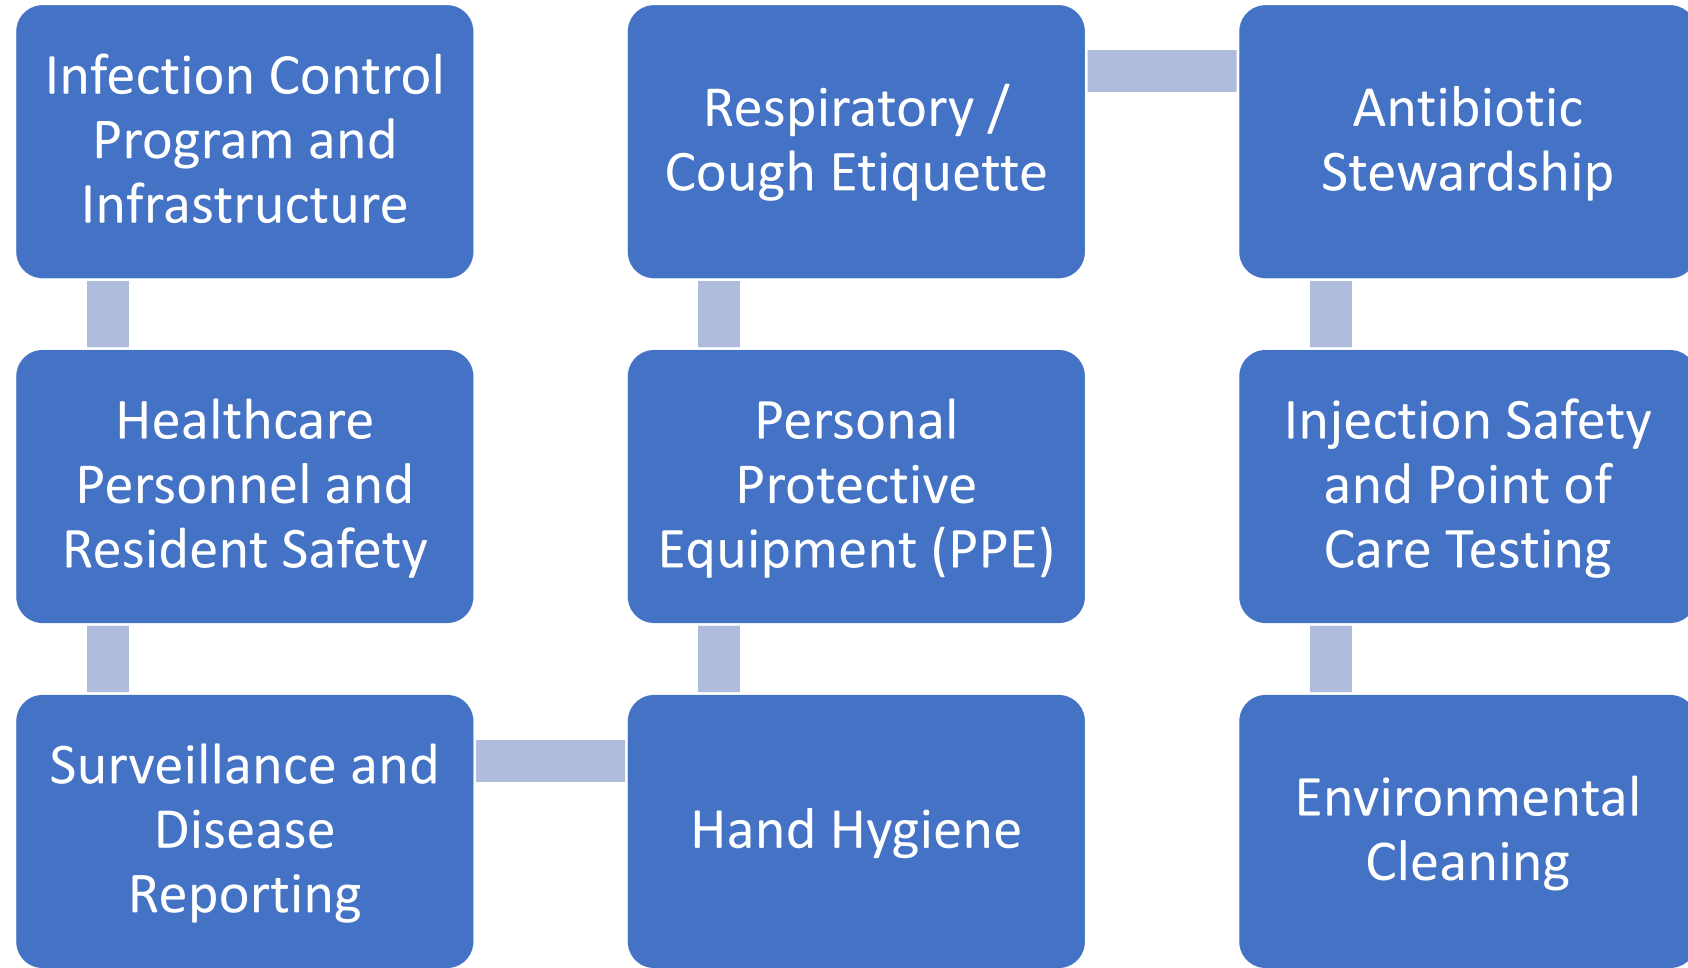 Infection Control
Program and
Infrastructure
Healthcare
Personnel and
Resident Safety
Surveillance and
Disease
Reporting
Hand Hygiene
Personal
Protective
Equipment (PPE)
Respiratory /
Cough Etiquette
Antibiotic
Stewardship
Injection Safety
and Point of
Care Testing
Environmental
Cleaning